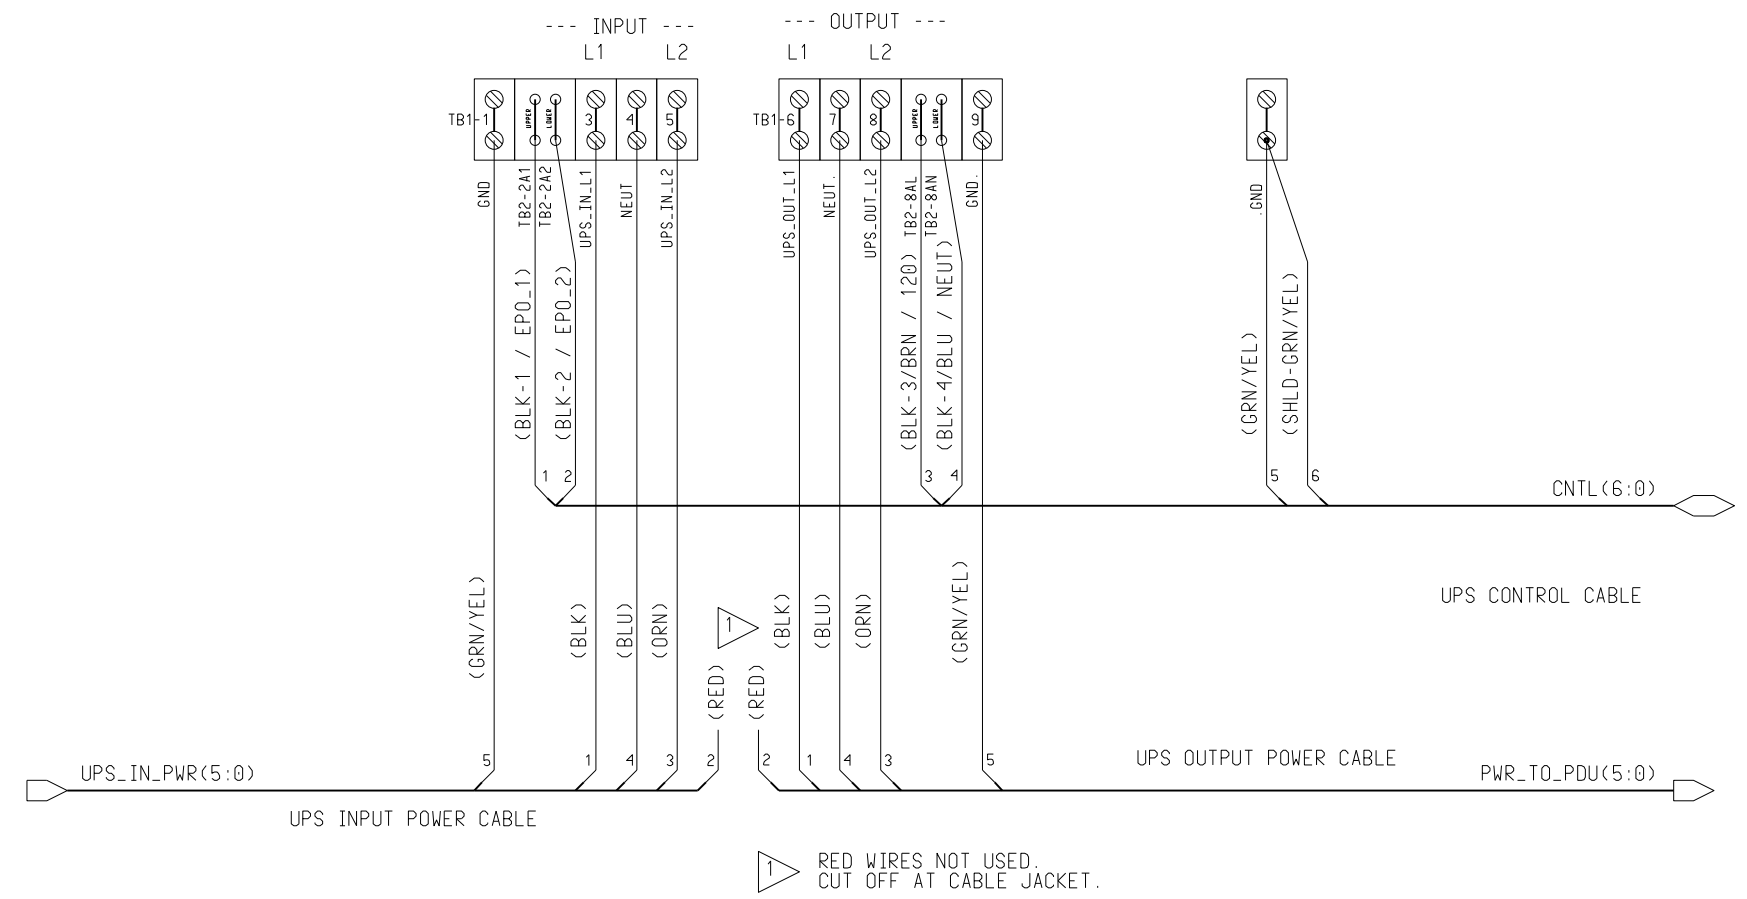 --- INPUT ---
--- OUTPUT ---
L1
L2
L1
L2
TB1-1
UPPER
LOWER
3
4
5
TB1-6
7
8
UPPER
LOWER
9
GND
TB2-2A1
TB2-2A2
UPS_IN_L1
NEUT
UPS_IN_L2
UPS_OUT_L1
NEUT.
UPS_OUT_L2
TB2-8AL
TB2-8AN
GND.
.GND
(BLK-1 / EPO_1)
(BLK-2 / EPO_2)
(BLK-3/BRN / 120)
(BLK-4/BLU / NEUT)
(GRN/YEL)
(SHLD-GRN/YEL)
1
2
3
4
5
6
CNTL(6:0)
UPS CONTROL CABLE
(GRN/YEL)
(BLK)
(BLU)
(ORN)
(RED)
1
(RED)
(BLK)
(BLU)
(ORN)
(GRN/YEL)
5
1
4
3
2
2
1
4
3
5
UPS_IN_PWR(5:0)
UPS INPUT POWER CABLE
UPS OUTPUT POWER CABLE
PWR_TO_PDU(5:0)
1
RED WIRES NOT USED.
CUT OFF AT CABLE JACKET.